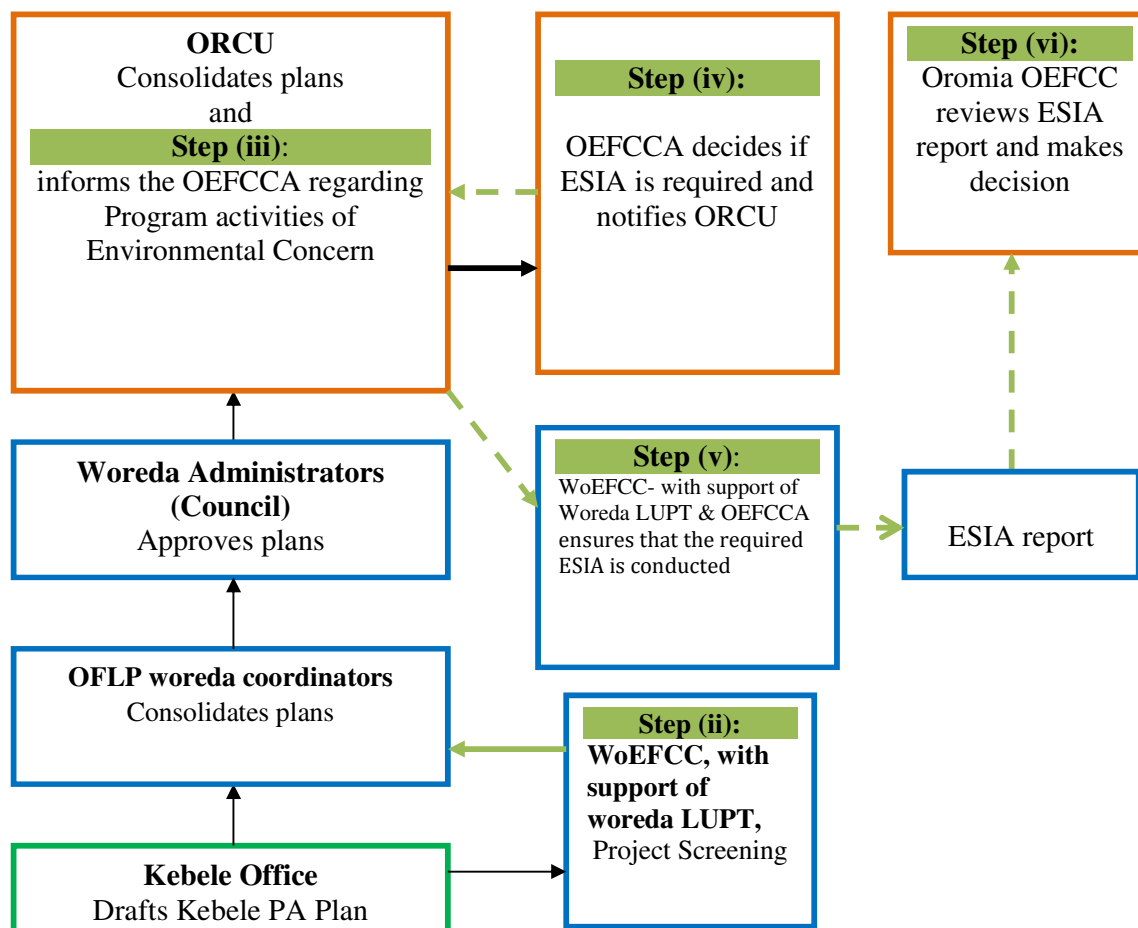 ORCU
Consolidates plans
and
Step (iii):
informs the OEFCCA regarding
Program activities of
Environmental Concern
Step (iv):
OEFCCA decides if
ESIA is required and
notifies ORCU
Step (vi):
Oromia OEFCC
reviews ESIA
report and makes
decision
Woreda Administrators
(Council)
Approves plans
Step (v):
WoEFCC- with support of
Woreda LUPT & OEFCCA
ensures that the required
ESIA is conducted
ESIA report
OFLP woreda coordinators
Consolidates plans
Step (ii):
WoEFCC, with
support of
woreda LUPT,
Project Screening
Kebele Office
Drafts Kebele PA Plan